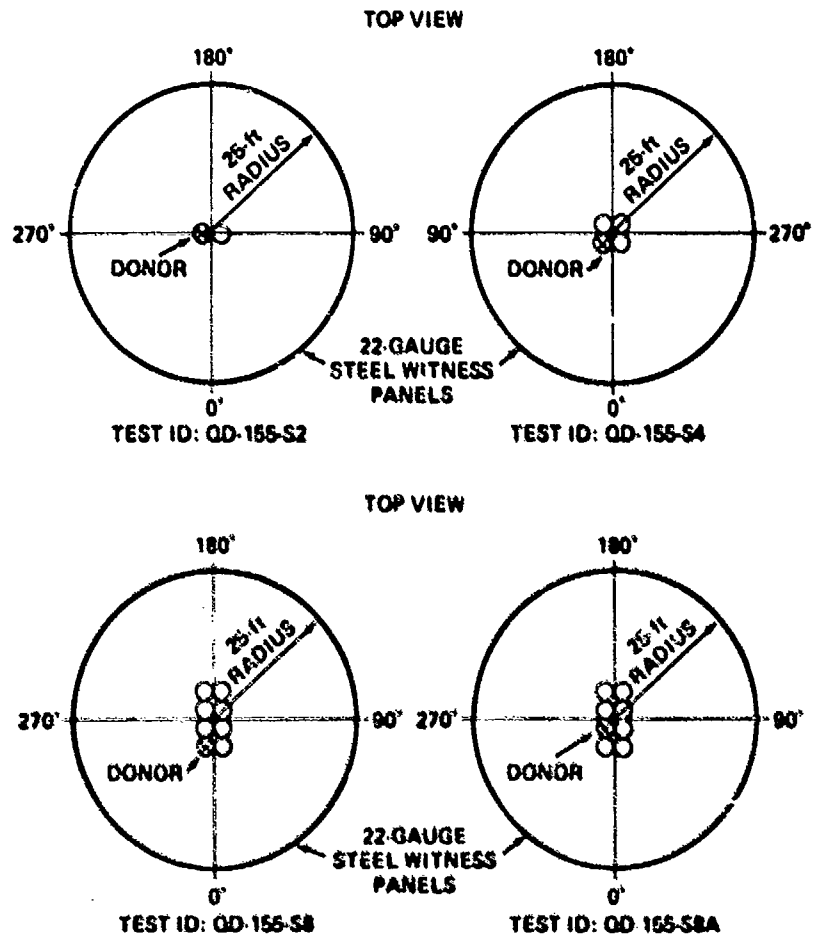 TOP VIEW
180°
180°
25-ft
RADIUS
25-ft
RADIUS
270°
90°
90°
270°
DONOR
DONOR
22-GAUGE
STEEL WITNESS
PANELS
0°
0°
TEST ID: QD-155-S2
TEST ID: QD-155-S4
TOP VIEW
180°
180°
25-ft
RADIUS
25-ft
RADIUS
270°
90°
270°
90°
DONOR
DONOR
22-GAUGE
STEEL WITNESS
PANELS
0°
0°
TEST ID: QD-155-S8
TEST ID: QD-155-S8A